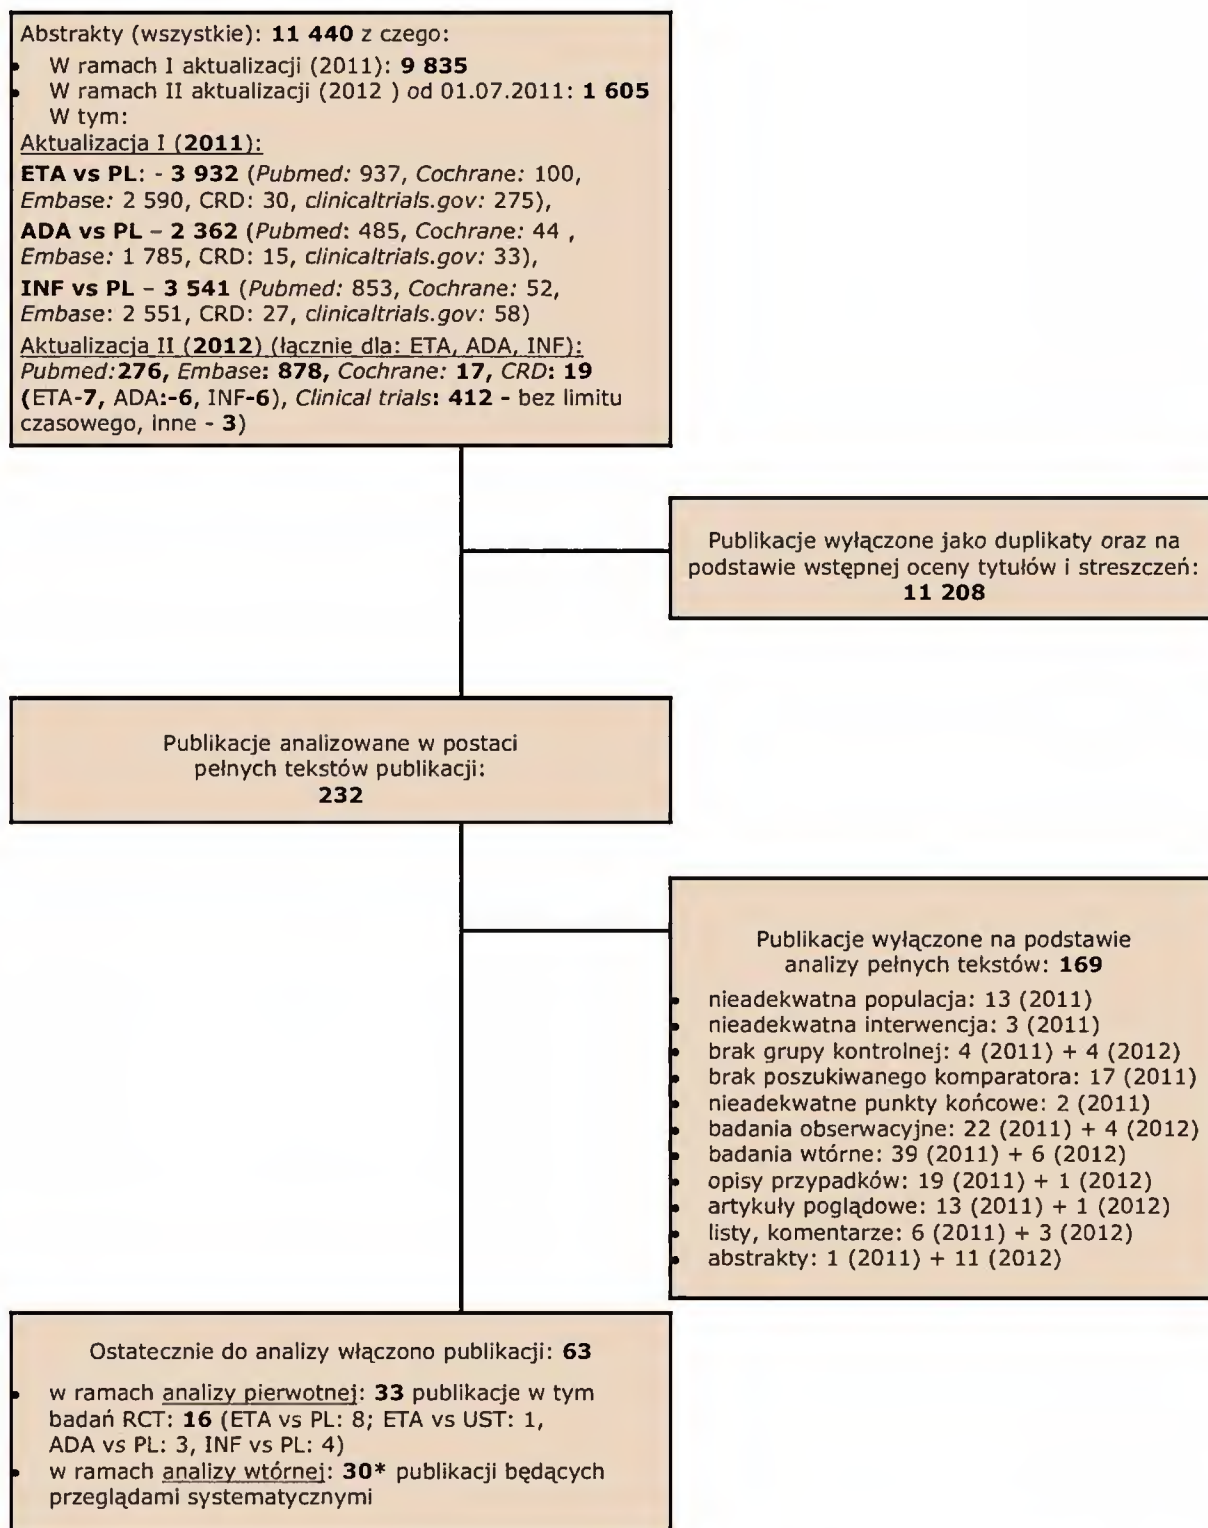 Abstrakty (wszystkie): 11 440 z czego:
• W ramach I aktualizacji (2011): 9 835
• W ramach II aktualizacji (2012 ) od 01.07.2011: 1 605
W tym:
Aktualizacja I (2011):
ETA vs PL: - 3 932 (Pubmed: 937, Cochrane: 100,
Embase: 2 590, CRD: 30, clinicaltrials.gov: 275),
ADA vs PL – 2 362 (Pubmed: 485, Cochrane: 44 ,
Embase: 1 785, CRD: 15, clinicaltrials.gov: 33),
INF vs PL – 3 541 (Pubmed: 853, Cochrane: 52,
Embase: 2 551, CRD: 27, clinicaltrials.gov: 58)
Aktualizacja II (2012) (łącznie dla: ETA, ADA, INF):
Pubmed:276, Embase: 878, Cochrane: 17, CRD: 19
(ETA-7, ADA:-6, INF-6), Clinical trials: 412 - bez limitu
czasowego, inne - 3)
Publikacje wyłączone jako duplikaty oraz na
podstawie wstępnej oceny tytułów i streszczeń:
11 208
Publikacje analizowane w postaci
pełnych tekstów publikacji:
232
Publikacje wyłączone na podstawie
analizy pełnych tekstów: 169
• nieadekwatna populacja: 13 (2011)
• nieadekwatna interwencja: 3 (2011)
• brak grupy kontrolnej: 4 (2011) + 4 (2012)
• brak poszukiwanego komparatora: 17 (2011)
• nieadekwatne punkty końcowe: 2 (2011)
• badania obserwacyjne: 22 (2011) + 4 (2012)
• badania wtórne: 39 (2011) + 6 (2012)
• opisy przypadków: 19 (2011) + 1 (2012)
• artykuły poglądowe: 13 (2011) + 1 (2012)
• listy, komentarze: 6 (2011) + 3 (2012)
• abstrakty: 1 (2011) + 11 (2012)
Ostatecznie do analizy włączono publikacji: 63
• w ramach analizy pierwotnej: 33 publikacje w tym
badań RCT: 16 (ETA vs PL: 8; ETA vs UST: 1,
ADA vs PL: 3, INF vs PL: 4)
• w ramach analizy wtórnej: 30* publikacji będących
przeglądami systematycznymi